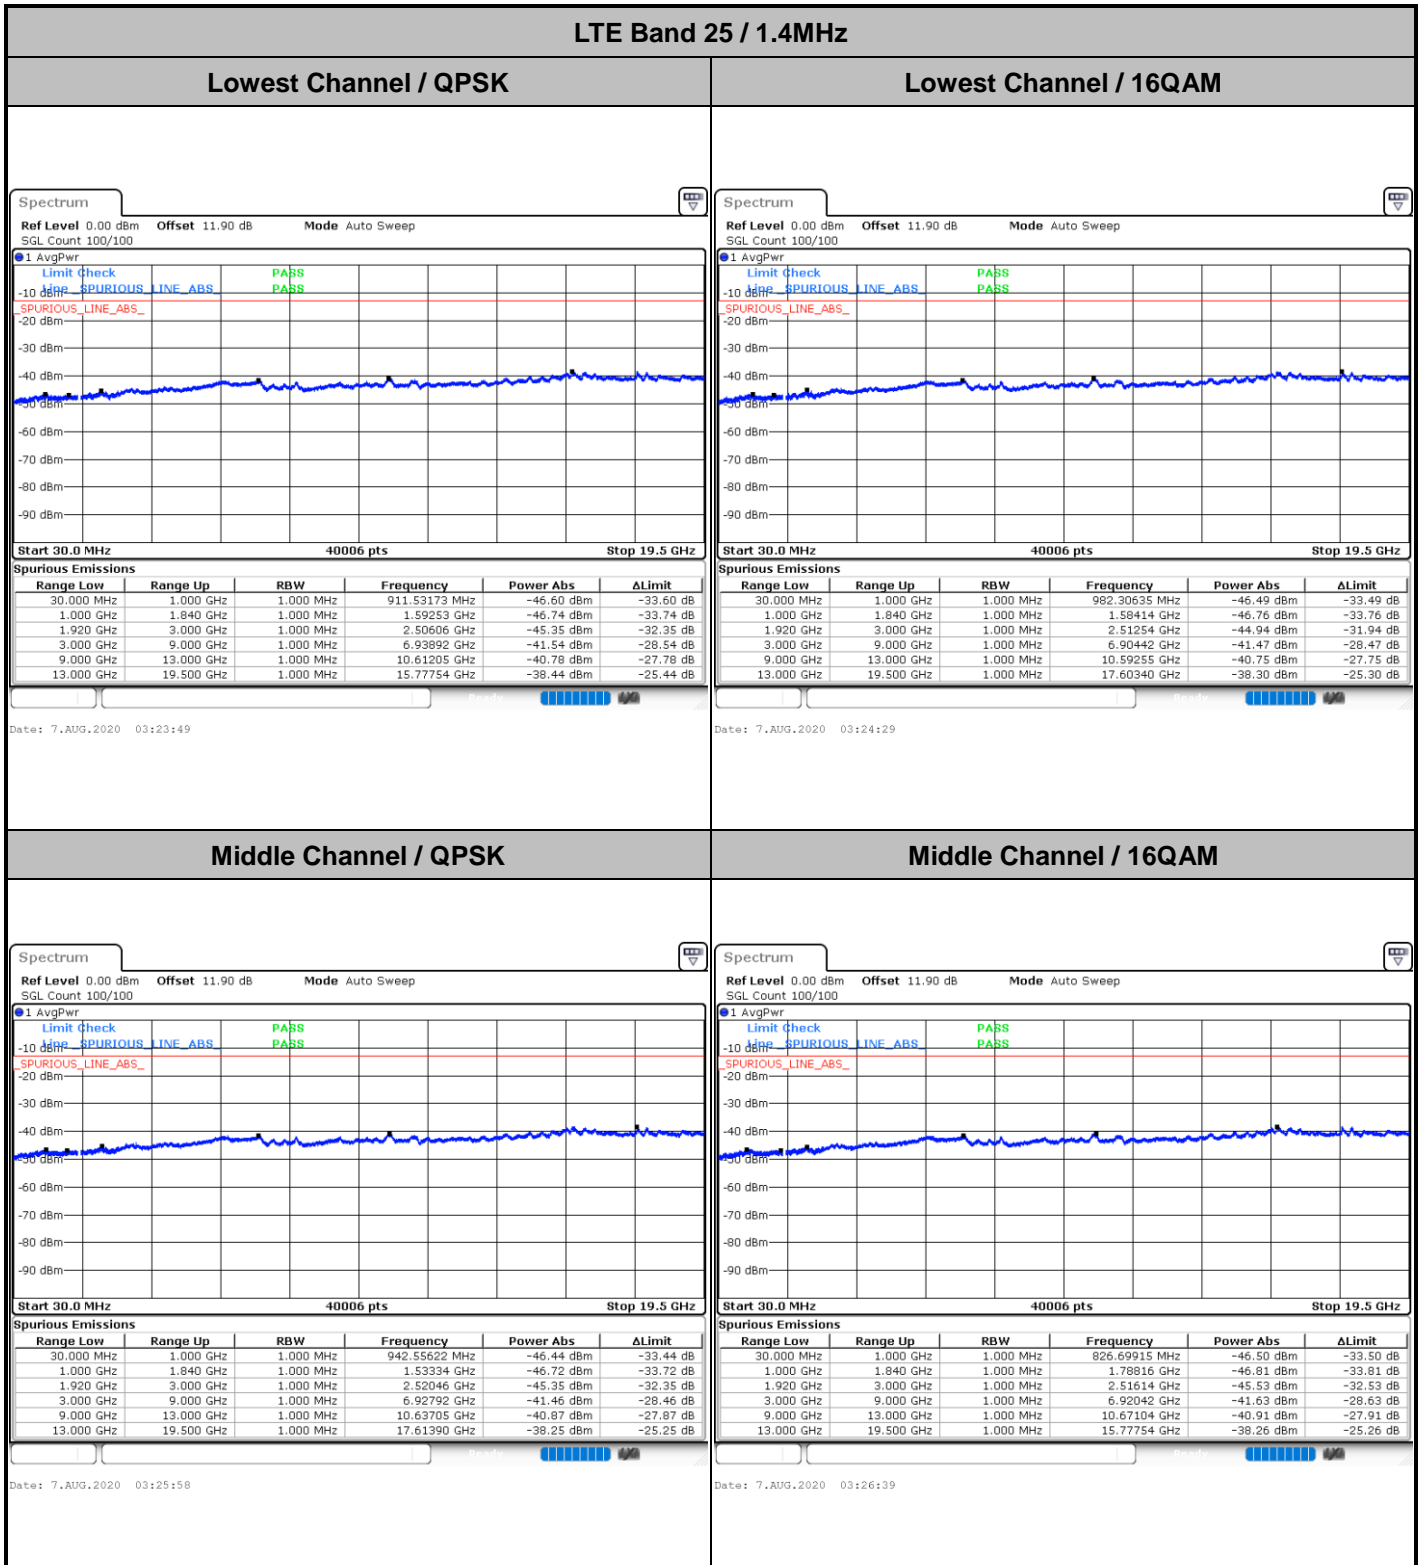 LTE Band 25 / 1.4MHz
Lowest Channel / QPSK
Lowest Channel / 16QAM
Spectrum
Ref Level 0.00 dBm Offset 11.90 dB Mode Auto Sweep
SGL Count 100/100
1 AvgPwr
Limit Check PASS
Line _SPURIOUS_LINE_ABS_ PASS
-10 dBm
_SPURIOUS_LINE_ABS_
-20 dBm
-30 dBm
-40 dBm
-50 dBm
-60 dBm
-70 dBm
-80 dBm
-90 dBm
Start 30.0 MHz 40006 pts Stop 19.5 GHz
Spurious Emissions
Range Low Range Up RBW Frequency Power Abs ΔLimit
30.000 MHz 1.000 GHz 1.000 MHz 911.53173 MHz -46.60 dBm -33.60 dB
1.000 GHz 1.840 GHz 1.000 MHz 1.59253 GHz -46.74 dBm -33.74 dB
1.920 GHz 3.000 GHz 1.000 MHz 2.50606 GHz -45.35 dBm -32.35 dB
3.000 GHz 9.000 GHz 1.000 MHz 6.93892 GHz -41.54 dBm -28.54 dB
9.000 GHz 13.000 GHz 1.000 MHz 10.61205 GHz -40.78 dBm -27.78 dB
13.000 GHz 19.500 GHz 1.000 MHz 15.77754 GHz -38.44 dBm -25.44 dB
Date: 7.AUG.2020 03:23:49
Spectrum
Ref Level 0.00 dBm Offset 11.90 dB Mode Auto Sweep
SGL Count 100/100
1 AvgPwr
Limit Check PASS
Line _SPURIOUS_LINE_ABS_ PASS
-10 dBm
_SPURIOUS_LINE_ABS_
-20 dBm
-30 dBm
-40 dBm
-50 dBm
-60 dBm
-70 dBm
-80 dBm
-90 dBm
Start 30.0 MHz 40006 pts Stop 19.5 GHz
Spurious Emissions
Range Low Range Up RBW Frequency Power Abs ΔLimit
30.000 MHz 1.000 GHz 1.000 MHz 982.30635 MHz -46.49 dBm -33.49 dB
1.000 GHz 1.840 GHz 1.000 MHz 1.58414 GHz -46.76 dBm -33.76 dB
1.920 GHz 3.000 GHz 1.000 MHz 2.51254 GHz -44.94 dBm -31.94 dB
3.000 GHz 9.000 GHz 1.000 MHz 6.90442 GHz -41.47 dBm -28.47 dB
9.000 GHz 13.000 GHz 1.000 MHz 10.59255 GHz -40.75 dBm -27.75 dB
13.000 GHz 19.500 GHz 1.000 MHz 17.60340 GHz -38.30 dBm -25.30 dB
Date: 7.AUG.2020 03:24:29
Middle Channel / QPSK
Middle Channel / 16QAM
Spectrum
Ref Level 0.00 dBm Offset 11.90 dB Mode Auto Sweep
SGL Count 100/100
1 AvgPwr
Limit Check PASS
Line _SPURIOUS_LINE_ABS_ PASS
-10 dBm
_SPURIOUS_LINE_ABS_
-20 dBm
-30 dBm
-40 dBm
-50 dBm
-60 dBm
-70 dBm
-80 dBm
-90 dBm
Start 30.0 MHz 40006 pts Stop 19.5 GHz
Spurious Emissions
Range Low Range Up RBW Frequency Power Abs ΔLimit
30.000 MHz 1.000 GHz 1.000 MHz 942.55622 MHz -46.44 dBm -33.44 dB
1.000 GHz 1.840 GHz 1.000 MHz 1.53334 GHz -46.72 dBm -33.72 dB
1.920 GHz 3.000 GHz 1.000 MHz 2.52046 GHz -45.35 dBm -32.35 dB
3.000 GHz 9.000 GHz 1.000 MHz 6.92792 GHz -41.46 dBm -28.46 dB
9.000 GHz 13.000 GHz 1.000 MHz 10.63705 GHz -40.87 dBm -27.87 dB
13.000 GHz 19.500 GHz 1.000 MHz 17.61390 GHz -38.25 dBm -25.25 dB
Date: 7.AUG.2020 03:25:58
Spectrum
Ref Level 0.00 dBm Offset 11.90 dB Mode Auto Sweep
SGL Count 100/100
1 AvgPwr
Limit Check PASS
Line _SPURIOUS_LINE_ABS_ PASS
-10 dBm
_SPURIOUS_LINE_ABS_
-20 dBm
-30 dBm
-40 dBm
-50 dBm
-60 dBm
-70 dBm
-80 dBm
-90 dBm
Start 30.0 MHz 40006 pts Stop 19.5 GHz
Spurious Emissions
Range Low Range Up RBW Frequency Power Abs ΔLimit
30.000 MHz 1.000 GHz 1.000 MHz 826.69915 MHz -46.50 dBm -33.50 dB
1.000 GHz 1.840 GHz 1.000 MHz 1.78816 GHz -46.81 dBm -33.81 dB
1.920 GHz 3.000 GHz 1.000 MHz 2.51614 GHz -45.53 dBm -32.53 dB
3.000 GHz 9.000 GHz 1.000 MHz 6.92042 GHz -41.63 dBm -28.63 dB
9.000 GHz 13.000 GHz 1.000 MHz 10.67104 GHz -40.91 dBm -27.91 dB
13.000 GHz 19.500 GHz 1.000 MHz 15.77754 GHz -38.26 dBm -25.26 dB
Date: 7.AUG.2020 03:26:39